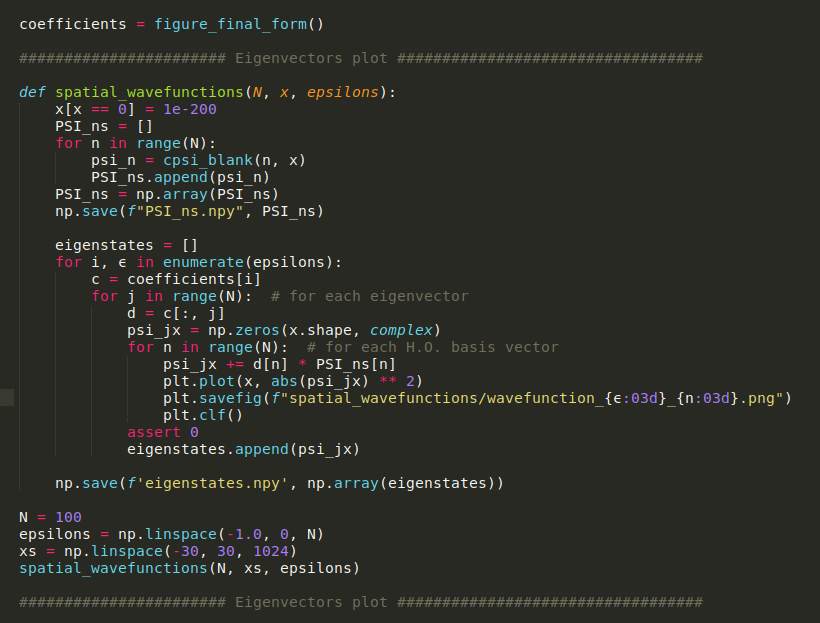 coefficients = figure_final_form()
####################### Eigenvectors plot ##################################
def spatial_wavefunctions(N, x, epsilons):
    x[x == 0] = 1e-200
    PSI_ns = []
    for n in range(N):
        psi_n = cpsi_blank(n, x)
        PSI_ns.append(psi_n)
    PSI_ns = np.array(PSI_ns)
    np.save(f"PSI_ns.npy", PSI_ns)
    eigenstates = []
    for i, ϵ in enumerate(epsilons):
        c = coefficients[i]
        for j in range(N):  # for each eigenvector
            d = c[:, j]
            psi_jx = np.zeros(x.shape, complex)
            for n in range(N):  # for each H.O. basis vector
                psi_jx += d[n] * PSI_ns[n]
                plt.plot(x, abs(psi_jx) ** 2)
                plt.savefig(f"spatial_wavefunctions/wavefunction_{ϵ:03d}_{n:03d}.png")
                plt.clf()
            assert 0
            eigenstates.append(psi_jx)
    np.save(f'eigenstates.npy', np.array(eigenstates))
N = 100
epsilons = np.linspace(-1.0, 0, N)
xs = np.linspace(-30, 30, 1024)
spatial_wavefunctions(N, xs, epsilons)
####################### Eigenvectors plot ##################################